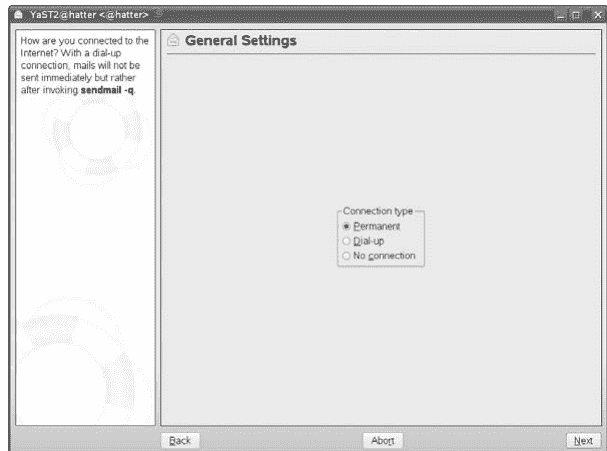 YaST2@hatter <@hatter>
How are you connected to the
Internet? With a dial-up
connection, mails will not be
sent immediately but rather
after invoking sendmail -q.
General Settings
Connection type
Permanent
Dial-up
No connection
Back
Abort
Next